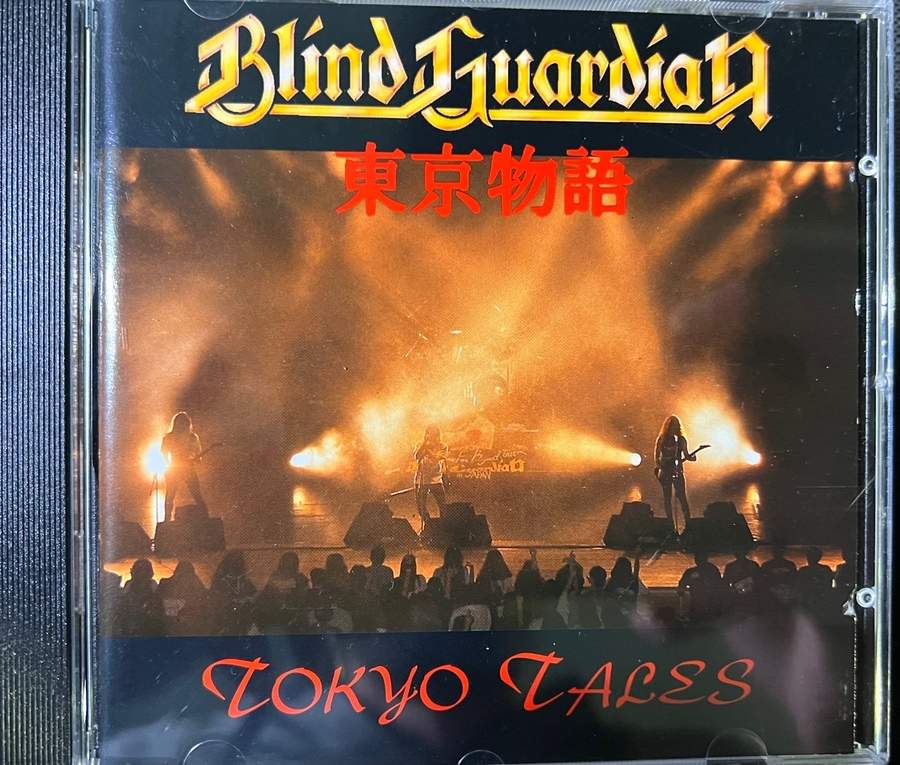 Blind Guardian
東京物語
TOKYO TALES